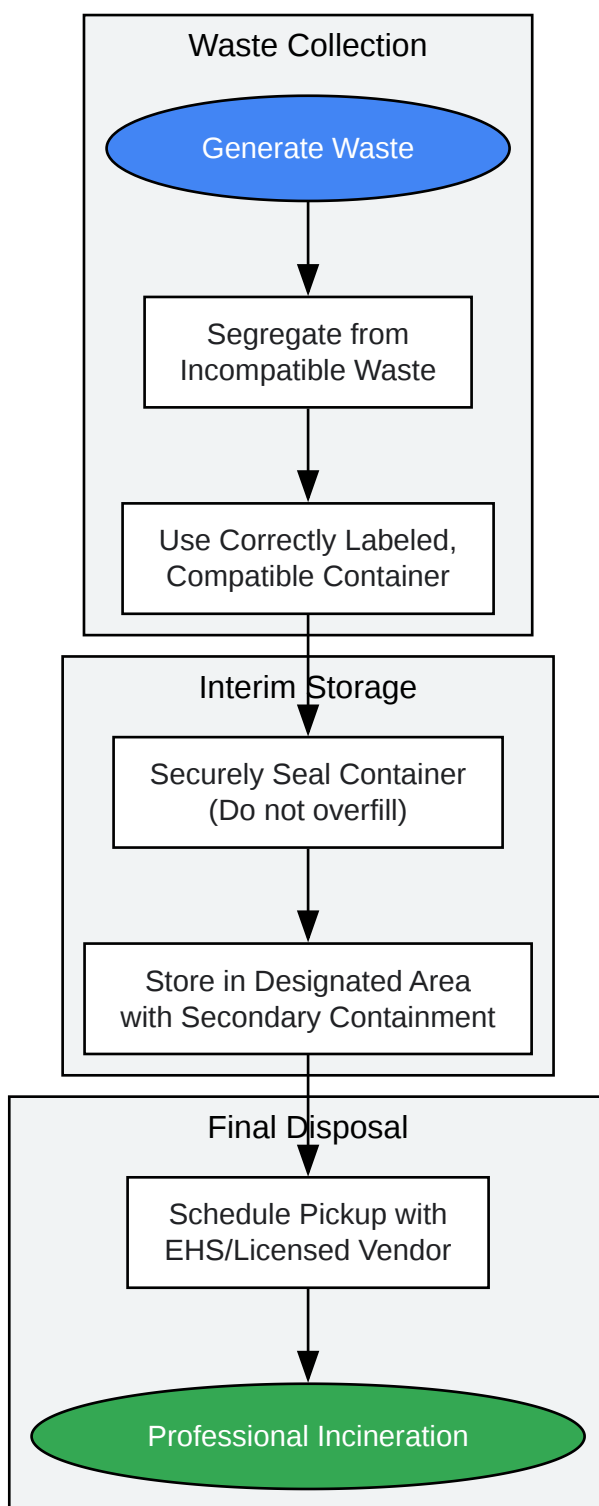 Waste Collection
Generate Waste
Segregate from
Incompatible Waste
Use Correctly Labeled,
Compatible Container
Interim Storage
Securely Seal Container
(Do not overfill)
Store in Designated Area
with Secondary Containment
Final Disposal
Schedule Pickup with
EHS/Licensed Vendor
Professional Incineration